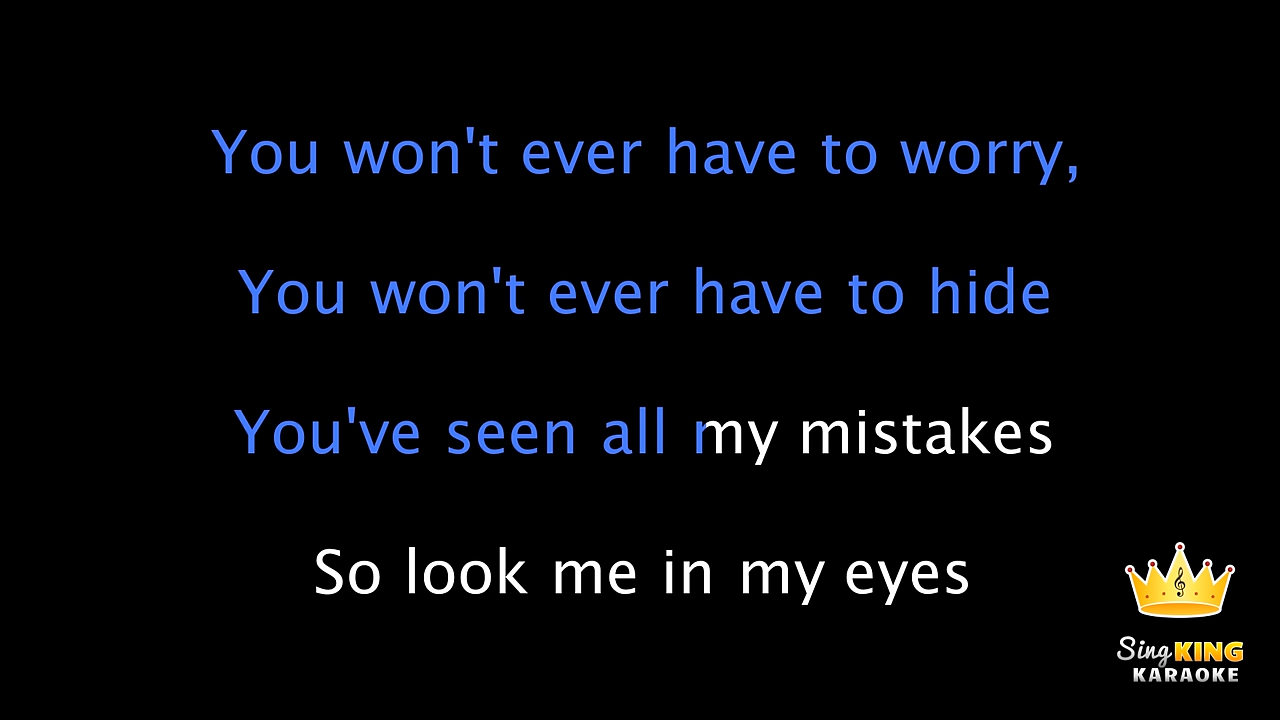 You won't ever have to worry,
You won't ever have to hide
You've seen all my mistakes
So look me in my eyes
Sing KING
KARAOKE